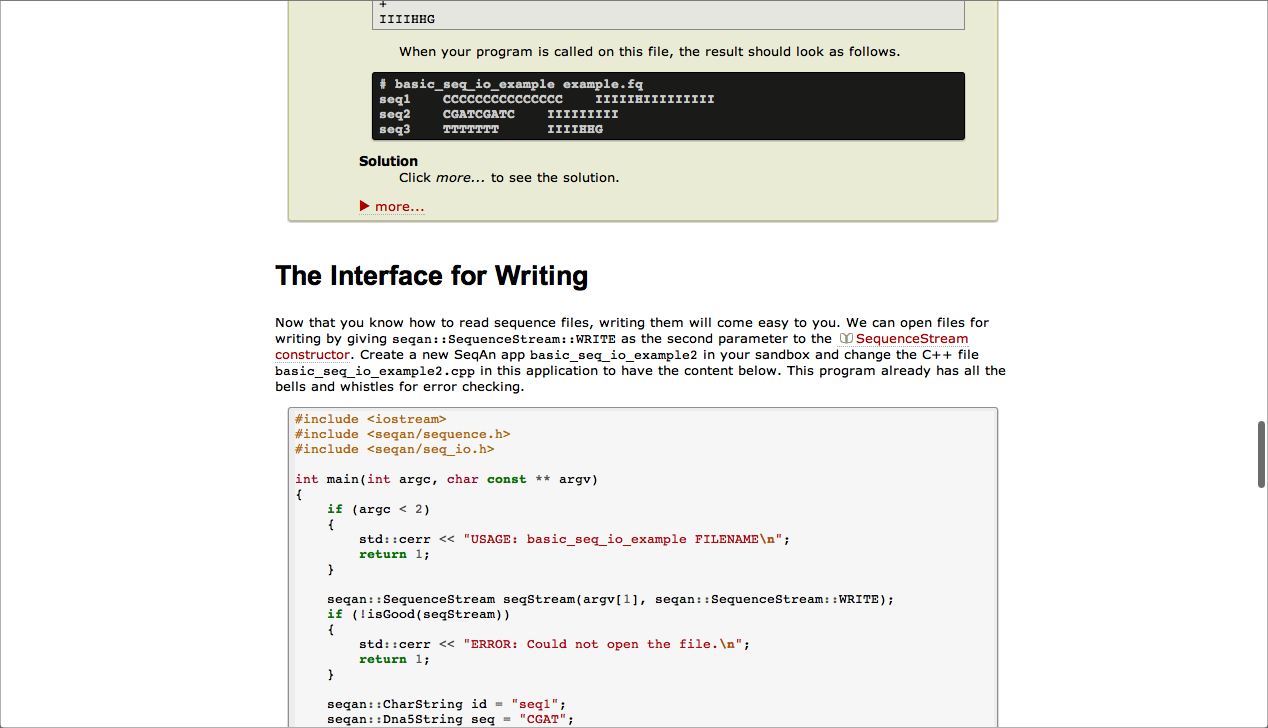 +
IIIIHHG
When your program is called on this file, the result should look as follows.
# basic_seq_io_example example.fq
seq1    CCCCCCCCCCCCCCC    IIIIIHIIIIIIIII
seq2    CGATCGATC    IIIIIIIII
seq3    TTTTTTT      IIIIHHG
Solution
Click more... to see the solution.
▶ more...
The Interface for Writing
Now that you know how to read sequence files, writing them will come easy to you. We can open files for
writing by giving seqan::SequenceStream::WRITE as the second parameter to the SequenceStream
constructor. Create a new SeqAn app basic_seq_io_example2 in your sandbox and change the C++ file
basic_seq_io_example2.cpp in this application to have the content below. This program already has all the
bells and whistles for error checking.
#include <iostream>
#include <seqan/sequence.h>
#include <seqan/seq_io.h>
int main(int argc, char const ** argv)
{
    if (argc < 2)
    {
        std::cerr << "USAGE: basic_seq_io_example FILENAME\n";
        return 1;
    }
    seqan::SequenceStream seqStream(argv[1], seqan::SequenceStream::WRITE);
    if (!isGood(seqStream))
    {
        std::cerr << "ERROR: Could not open the file.\n";
        return 1;
    }
    seqan::CharString id = "seq1";
    seqan::Dna5String seq = "CGAT";